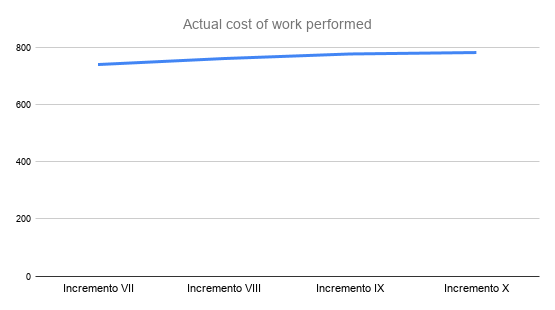 Actual cost of work performed
800
600
400
200
0
Incremento VII
Incremento VIII
Incremento IX
Incremento X